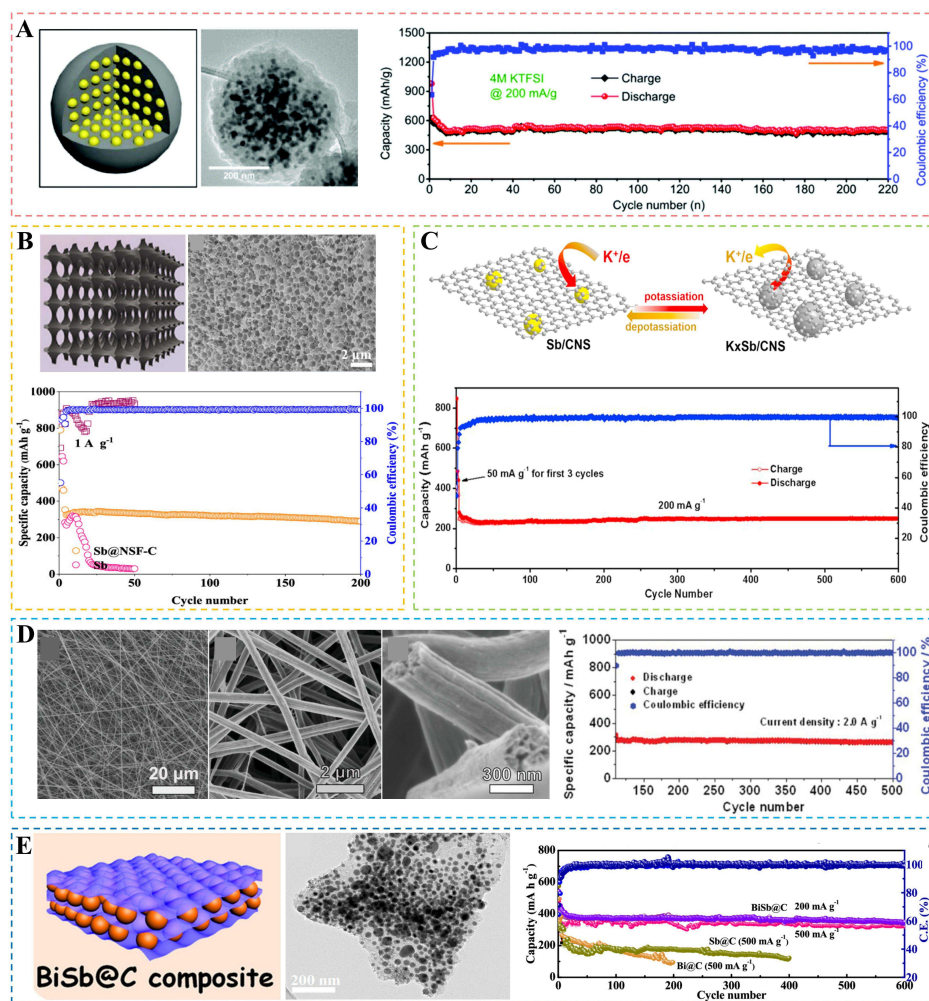 A
200 nm
1500
1200
900
600
300
0
Capacity (mAh/g)
4M KTFSI
@ 200 mA/g
Charge
Discharge
100
80
60
40
20
0
Coulombic efficiency (%)
0 20 40 60 80 100 120 140 160 180 200 220
Cycle number (n)
B
2 μm
1000
800
600
400
200
0
Specific capacity (mAh g⁻¹)
1 A g⁻¹
Sb@NSF-C
Sb
100
80
60
40
20
0
Coulombic efficiency (%)
0 50 100 150 200
Cycle number
C
K⁺/e
K⁺/e
potassiation
depotassiation
Sb/CNS
KxSb/CNS
800
600
400
200
0
Capacity (mAh g⁻¹)
50 mA g⁻¹ for first 3 cycles
Charge
Discharge
200 mA g⁻¹
100
80
60
40
20
Coulombic efficiency
0 50 100 150 200 250 300 350 400 450 500 550 600
Cycle Number
D
20 μm
2 μm
300 nm
1000
800
600
400
200
0
Specific capacity / mAh g⁻¹
Discharge
Charge
Coulombic efficiency
Current density : 2.0 A g⁻¹
100
80
60
40
20
0
Coulombic efficiency / %
150 200 250 300 350 400 450 500
Cycle number
E
BiSb@C composite
200 nm
800
600
400
200
0
Capacity (mA h g⁻¹)
BiSb@C 200 mA g⁻¹
500 mA g⁻¹
Sb@C (500 mA g⁻¹)
Bi@C (500 mA g⁻¹)
100
80
60
40
20
C.E. (%)
0 100 200 300 400 500 600
Cycle number